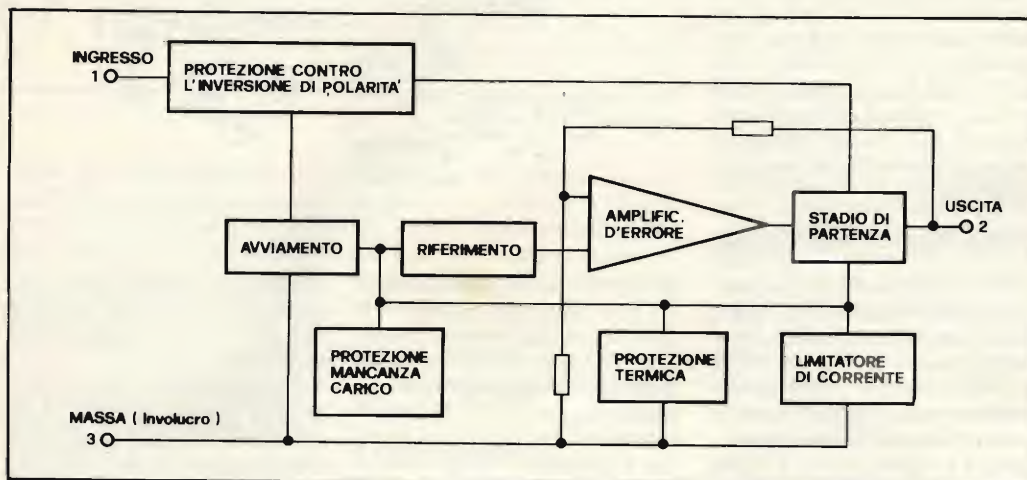 INGRESSO
1
PROTEZIONE CONTRO
L'INVERSIONE DI POLARITÀ
AVVIAMENTO
RIFERIMENTO
AMPLIFIC.
D'ERRORE
STADIO DI
PARTENZA
USCITA
2
PROTEZIONE
MANCANZA
CARICO
PROTEZIONE
TERMICA
LIMITATORE
DI CORRENTE
MASSA ( Involucro )
3